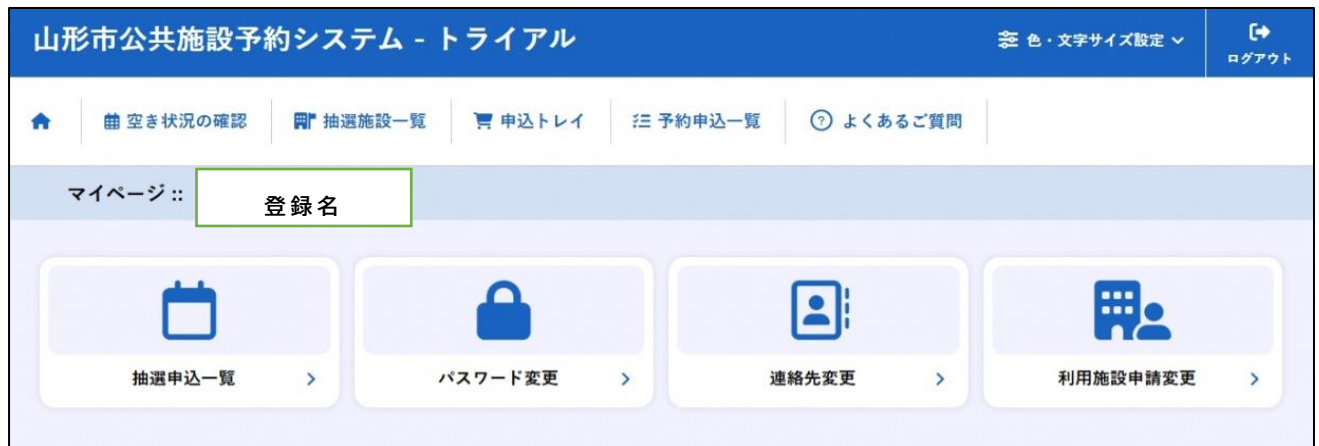 山形市公共施設予約システム - トライアル
色・文字サイズ設定
ログアウト
空き状況の確認
抽選施設一覧
申込トレイ
予約申込一覧
よくあるご質問
マイページ ::
登録名
抽選申込一覧
パスワード変更
連絡先変更
利用施設申請変更